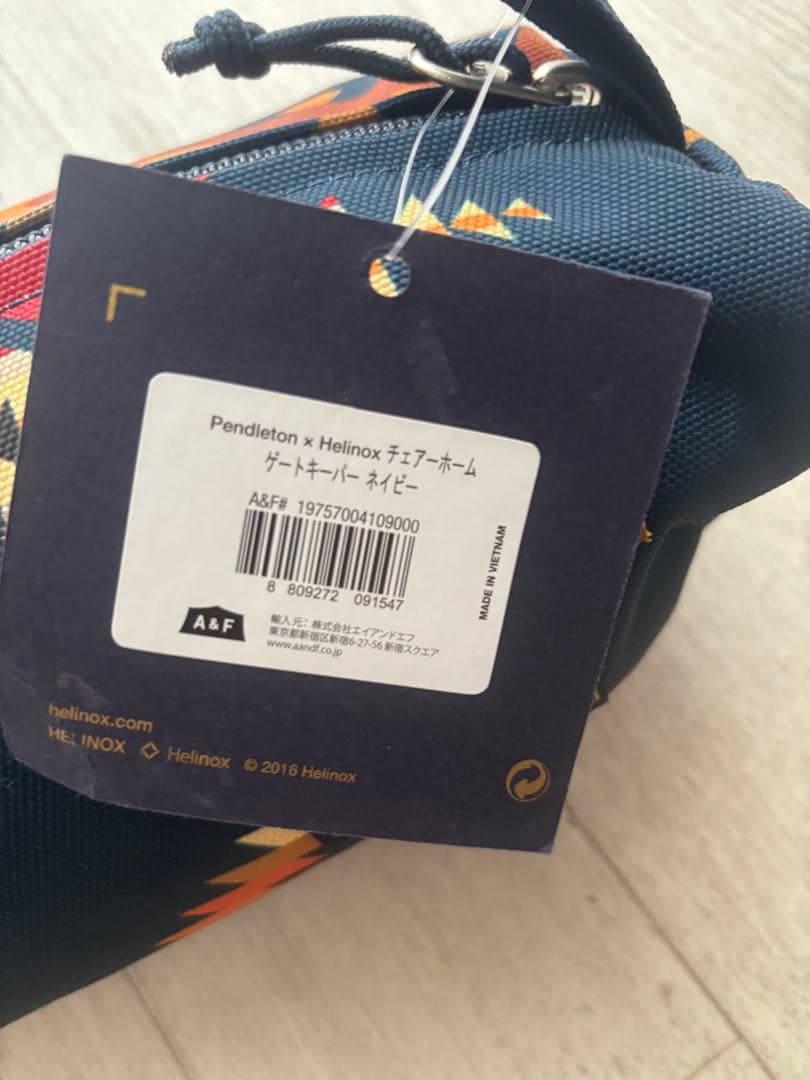 Pendleton × Helinox チェアーホーム
ゲートキーパー ネイビー
A&F# 19757004109000
8 809272 091547
MADE IN VIETNAM
A&F
輸入元：株式会社エイアンドエフ
東京都新宿区新宿6-27-56 新宿スクエア
www.aandf.co.jp
helinox.com
HELINOX Helinox © 2016 Helinox